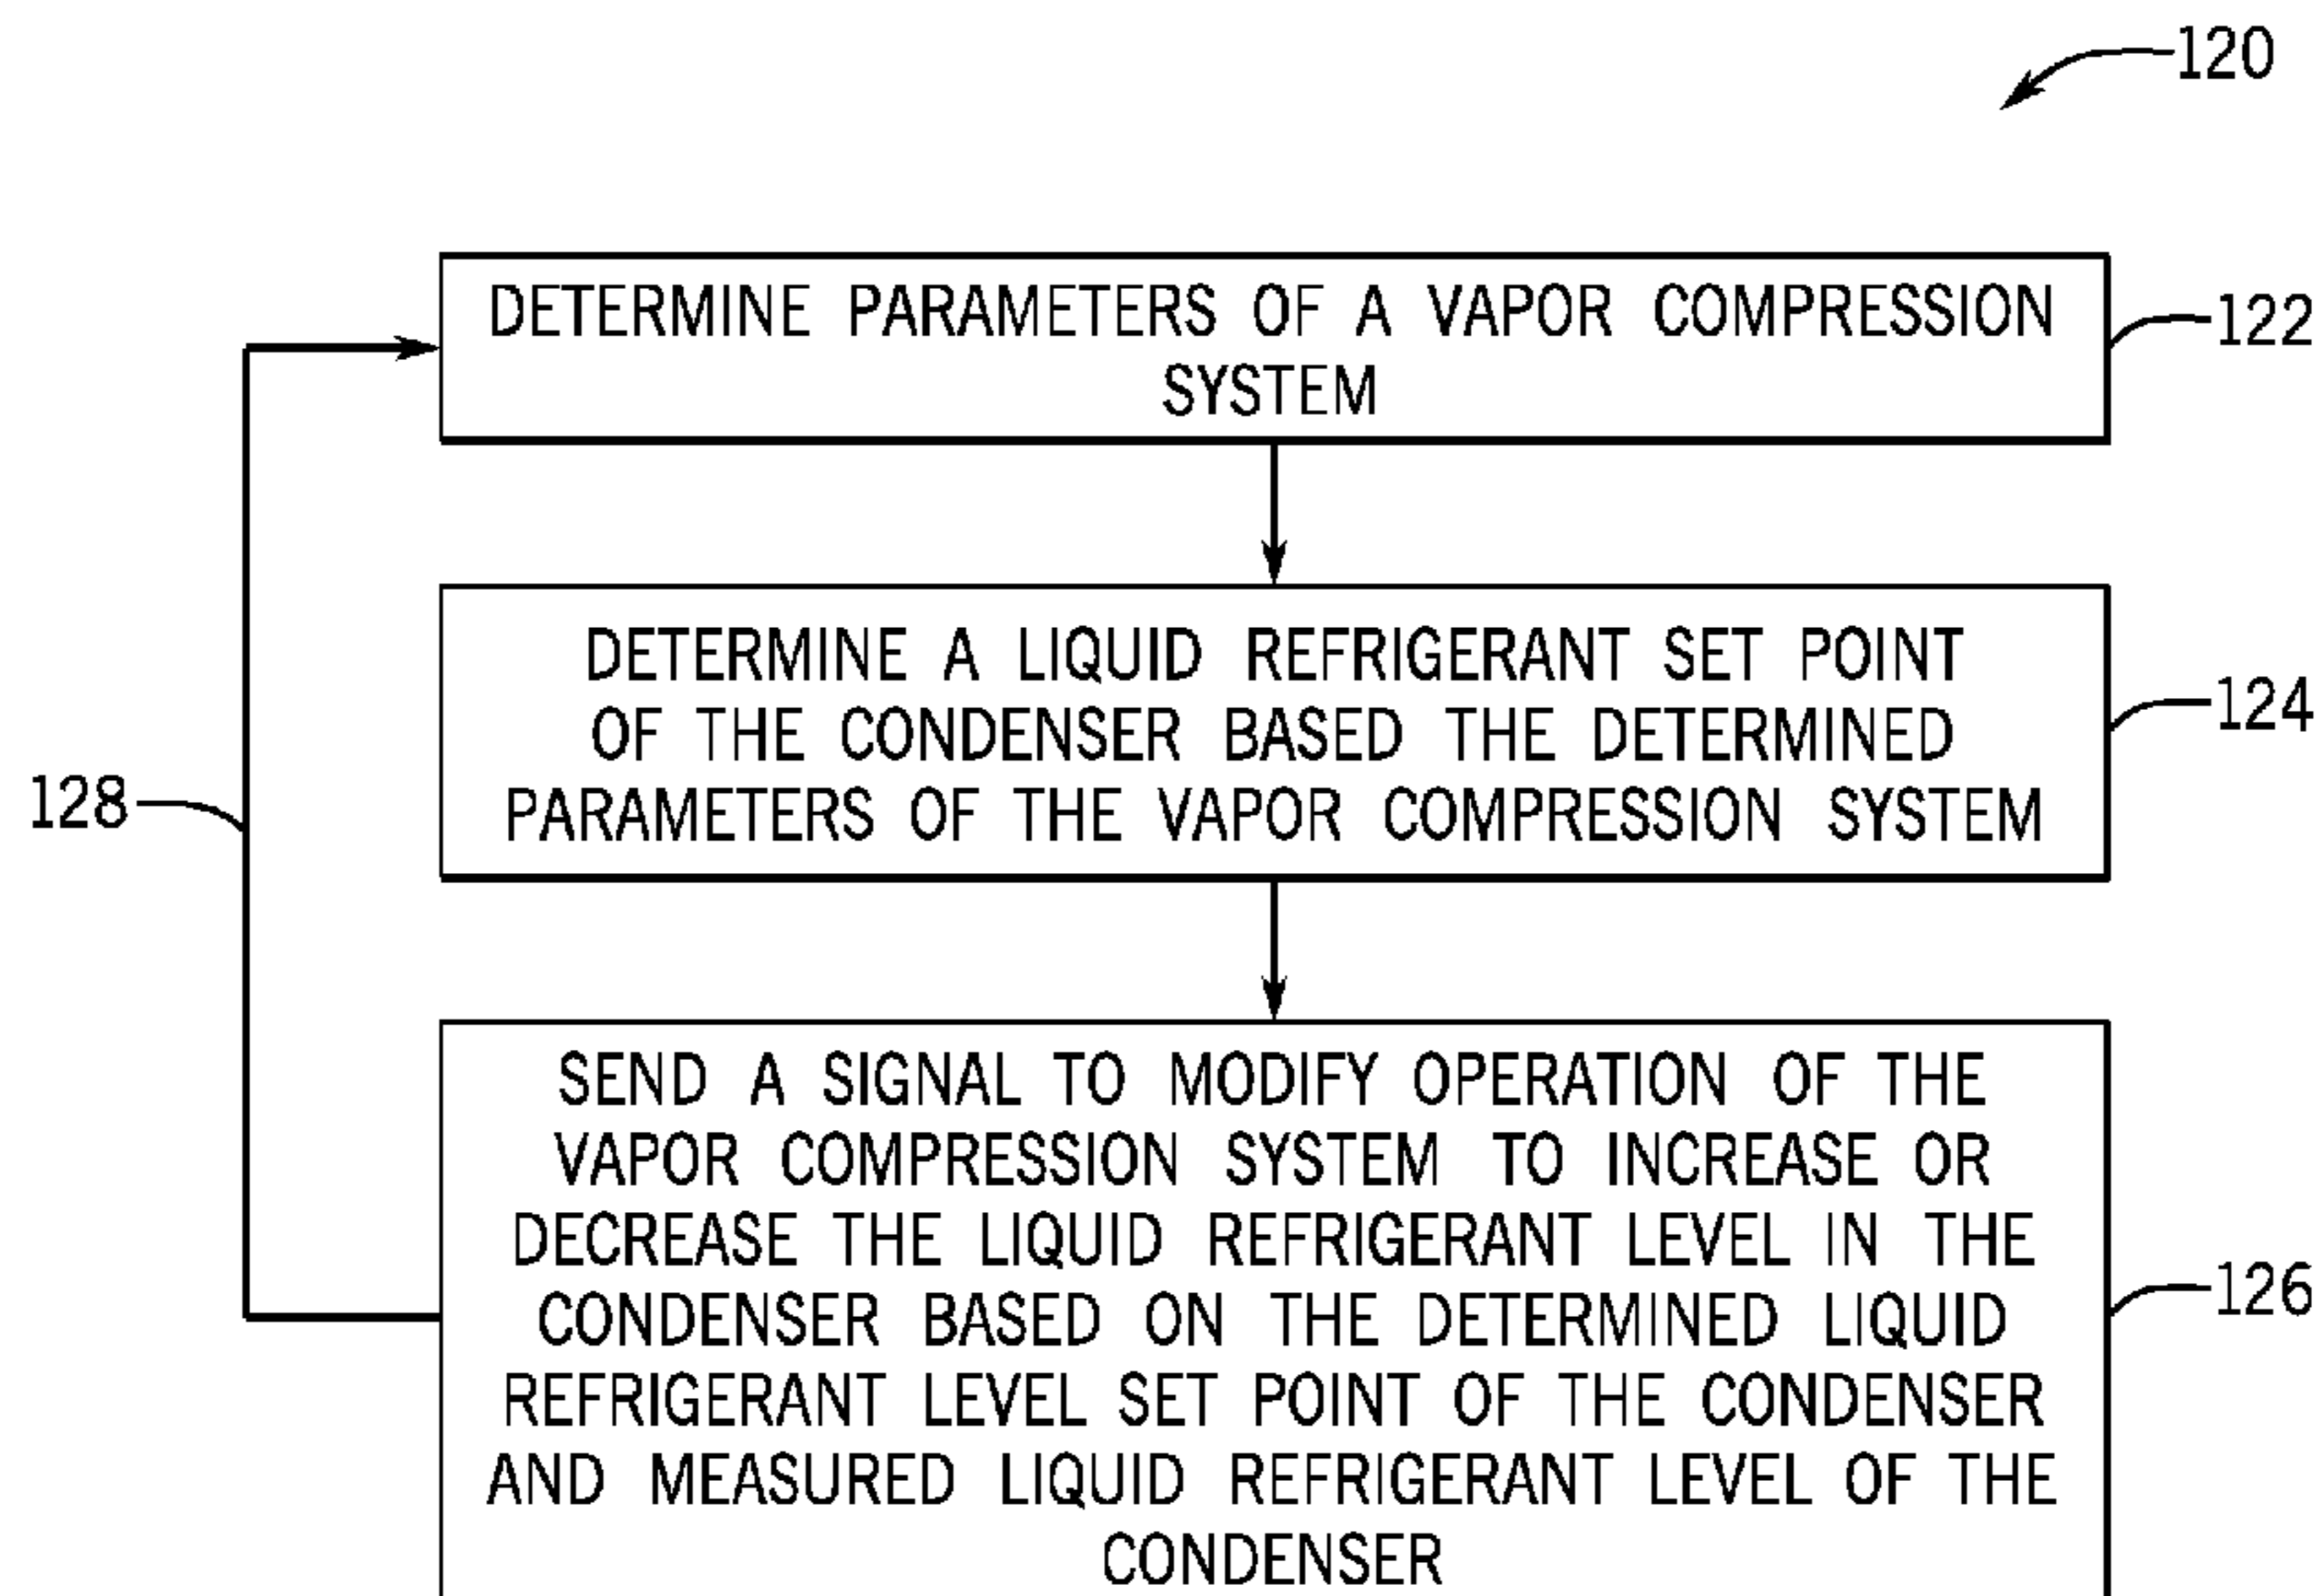 120
DETERMINE PARAMETERS OF A VAPOR COMPRESSION
SYSTEM
122
DETERMINE A LIQUID REFRIGERANT SET POINT
OF THE CONDENSER BASED THE DETERMINED
PARAMETERS OF THE VAPOR COMPRESSION SYSTEM
124
128
SEND A SIGNAL TO MODIFY OPERATION OF THE
VAPOR COMPRESSION SYSTEM TO INCREASE OR
DECREASE THE LIQUID REFRIGERANT LEVEL IN THE
CONDENSER BASED ON THE DETERMINED LIQUID
REFRIGERANT LEVEL SET POINT OF THE CONDENSER
AND MEASURED LIQUID REFRIGERANT LEVEL OF THE
CONDENSER
126